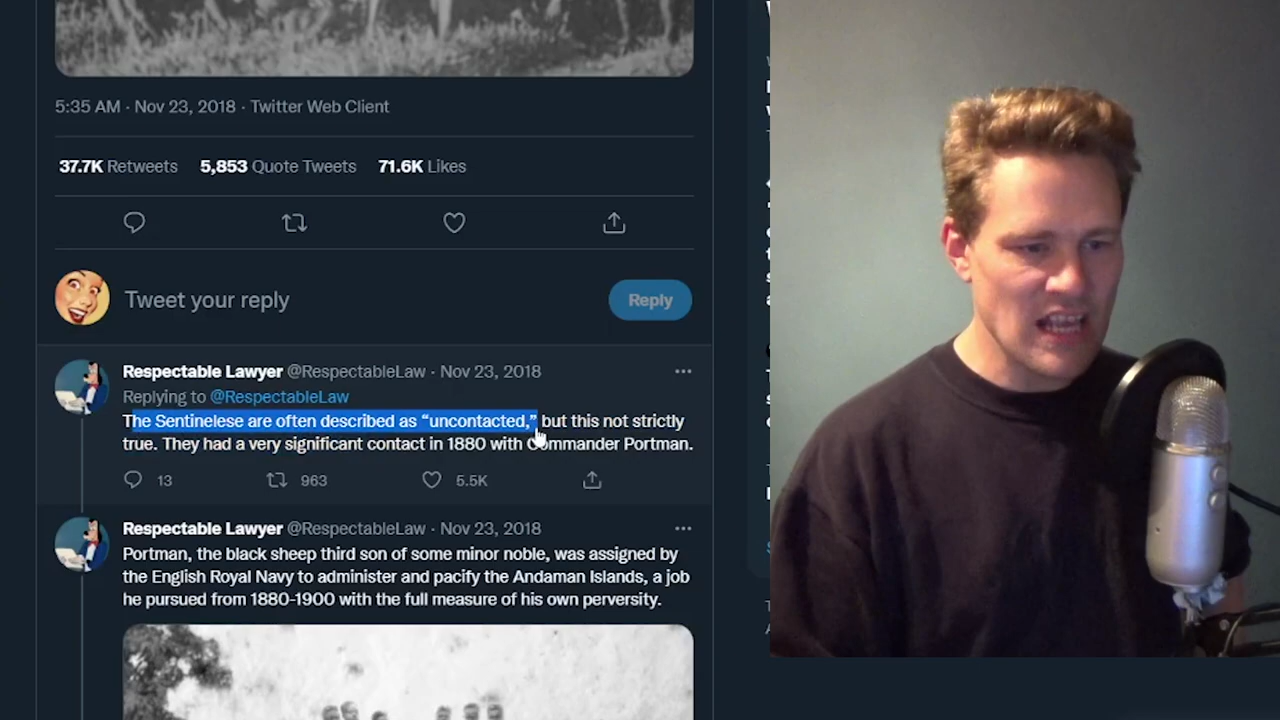 5:35 AM · Nov 23, 2018 · Twitter Web Client
37.7K Retweets 5,853 Quote Tweets 71.6K Likes
Tweet your reply
Reply
Respectable Lawyer @RespectableLaw · Nov 23, 2018
Replying to @RespectableLaw
The Sentinelese are often described as “uncontacted,” but this not strictly
true. They had a very significant contact in 1880 with Commander Portman.
13 963 5.5K
Respectable Lawyer @RespectableLaw · Nov 23, 2018
Portman, the black sheep third son of some minor noble, was assigned by
the English Royal Navy to administer and pacify the Andaman Islands, a job
he pursued from 1880-1900 with the full measure of his own perversity.